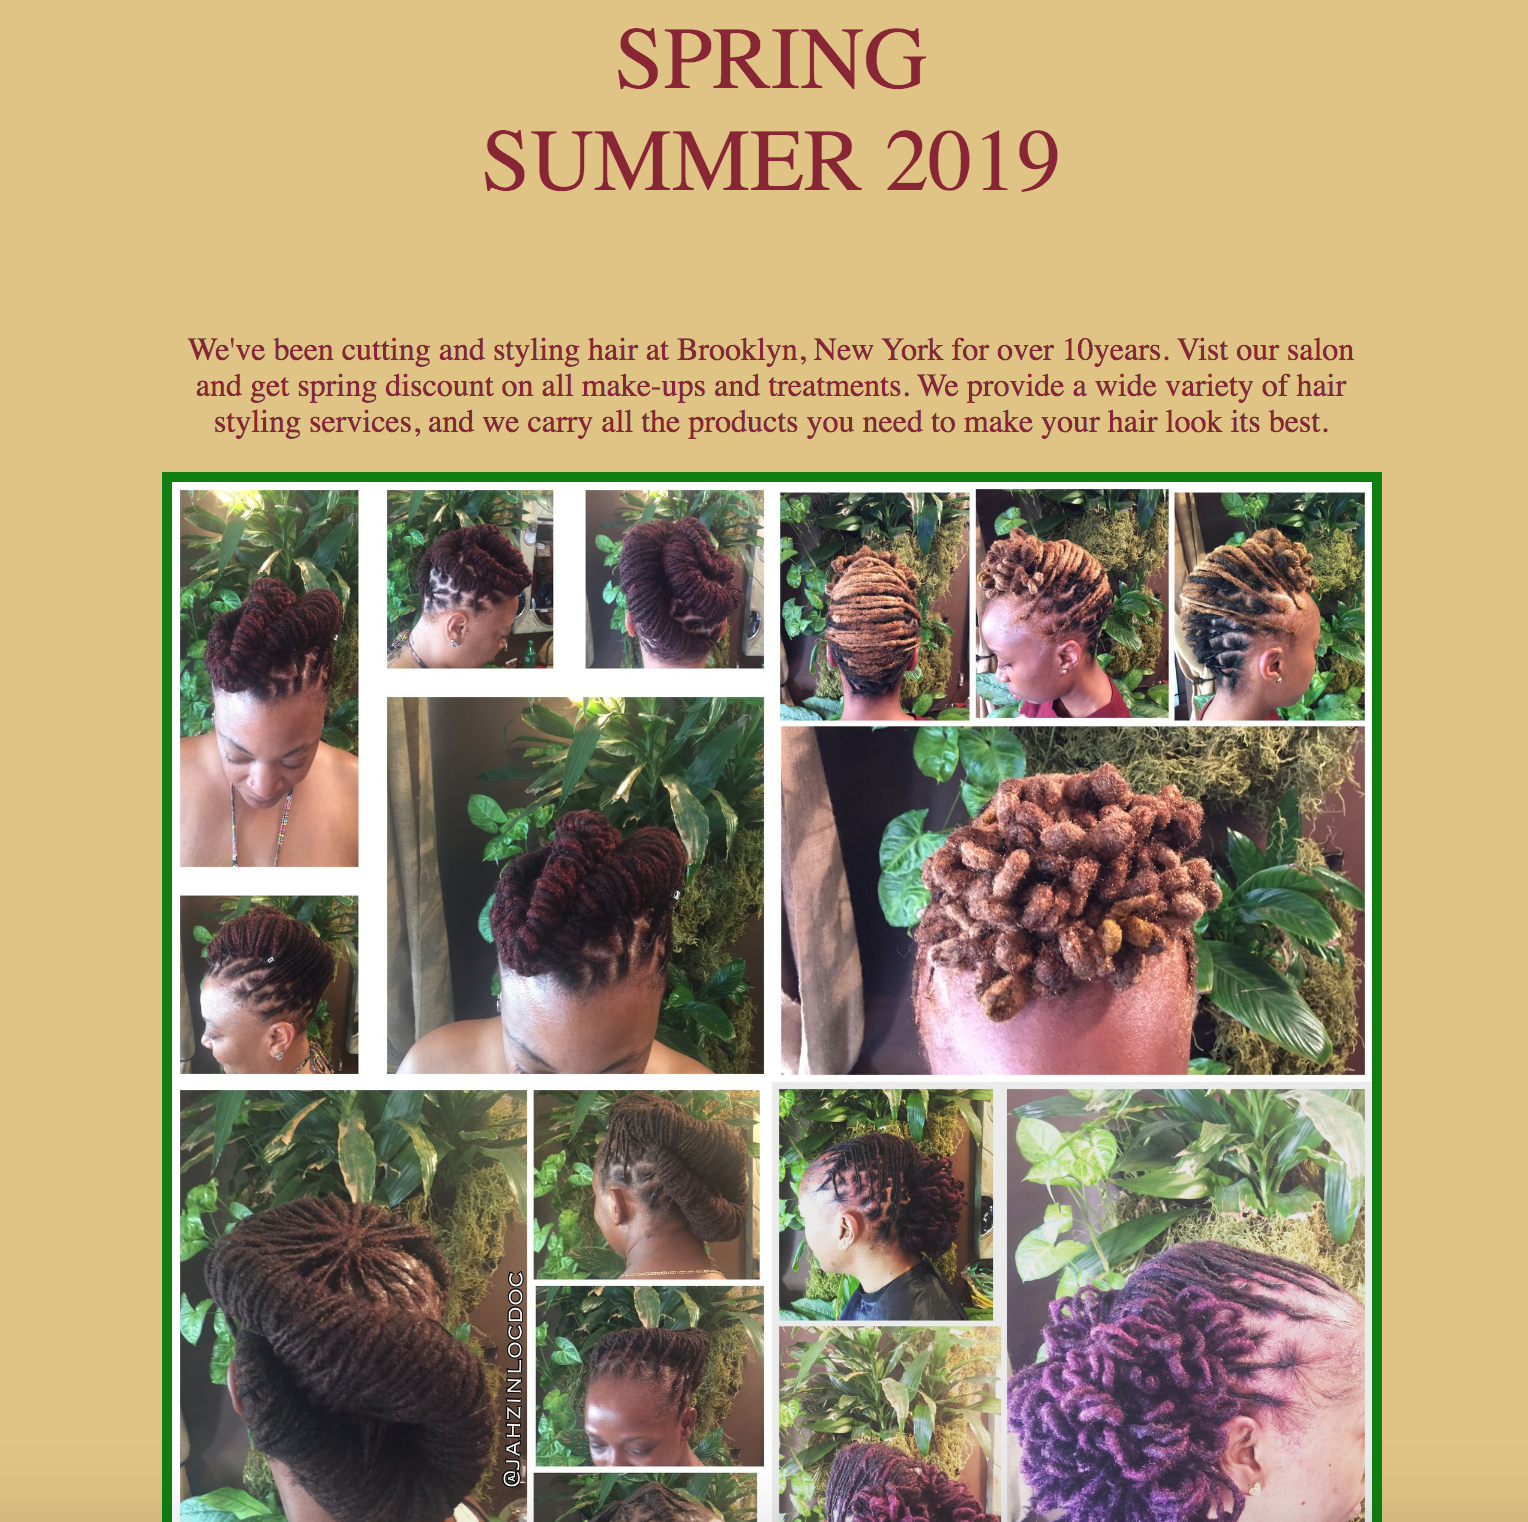 SPRING
SUMMER 2019
We've been cutting and styling hair at Brooklyn, New York for over 10years. Vist our salon
and get spring discount on all make-ups and treatments. We provide a wide variety of hair
styling services, and we carry all the products you need to make your hair look its best.
@JAHZINLOCDOC